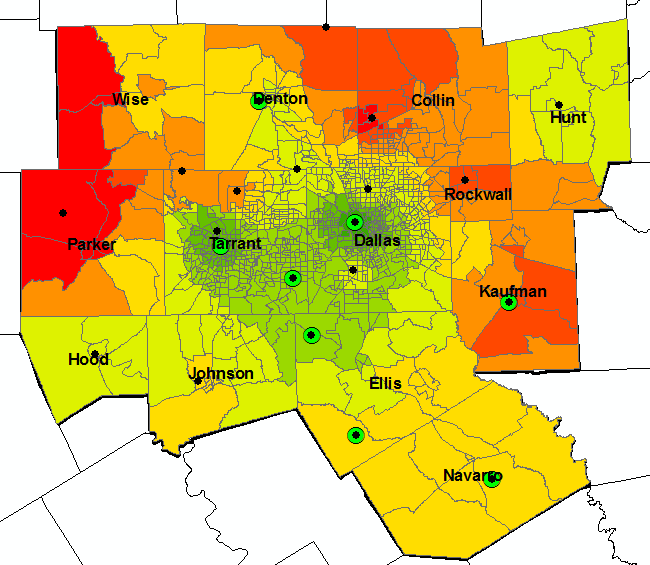 Wise
Denton
Collin
Hunt
Rockwall
Parker
Tarrant
Dallas
Kaufman
Hood
Johnson
Ellis
Navarro